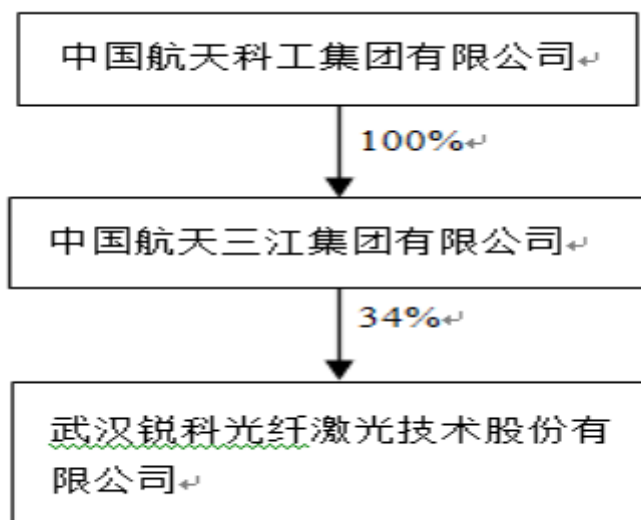 中国航天科工集团有限公司↵
100%↵
中国航天三江集团有限公司↵
34%↵
武汉锐科光纤激光技术股份有
限公司↵